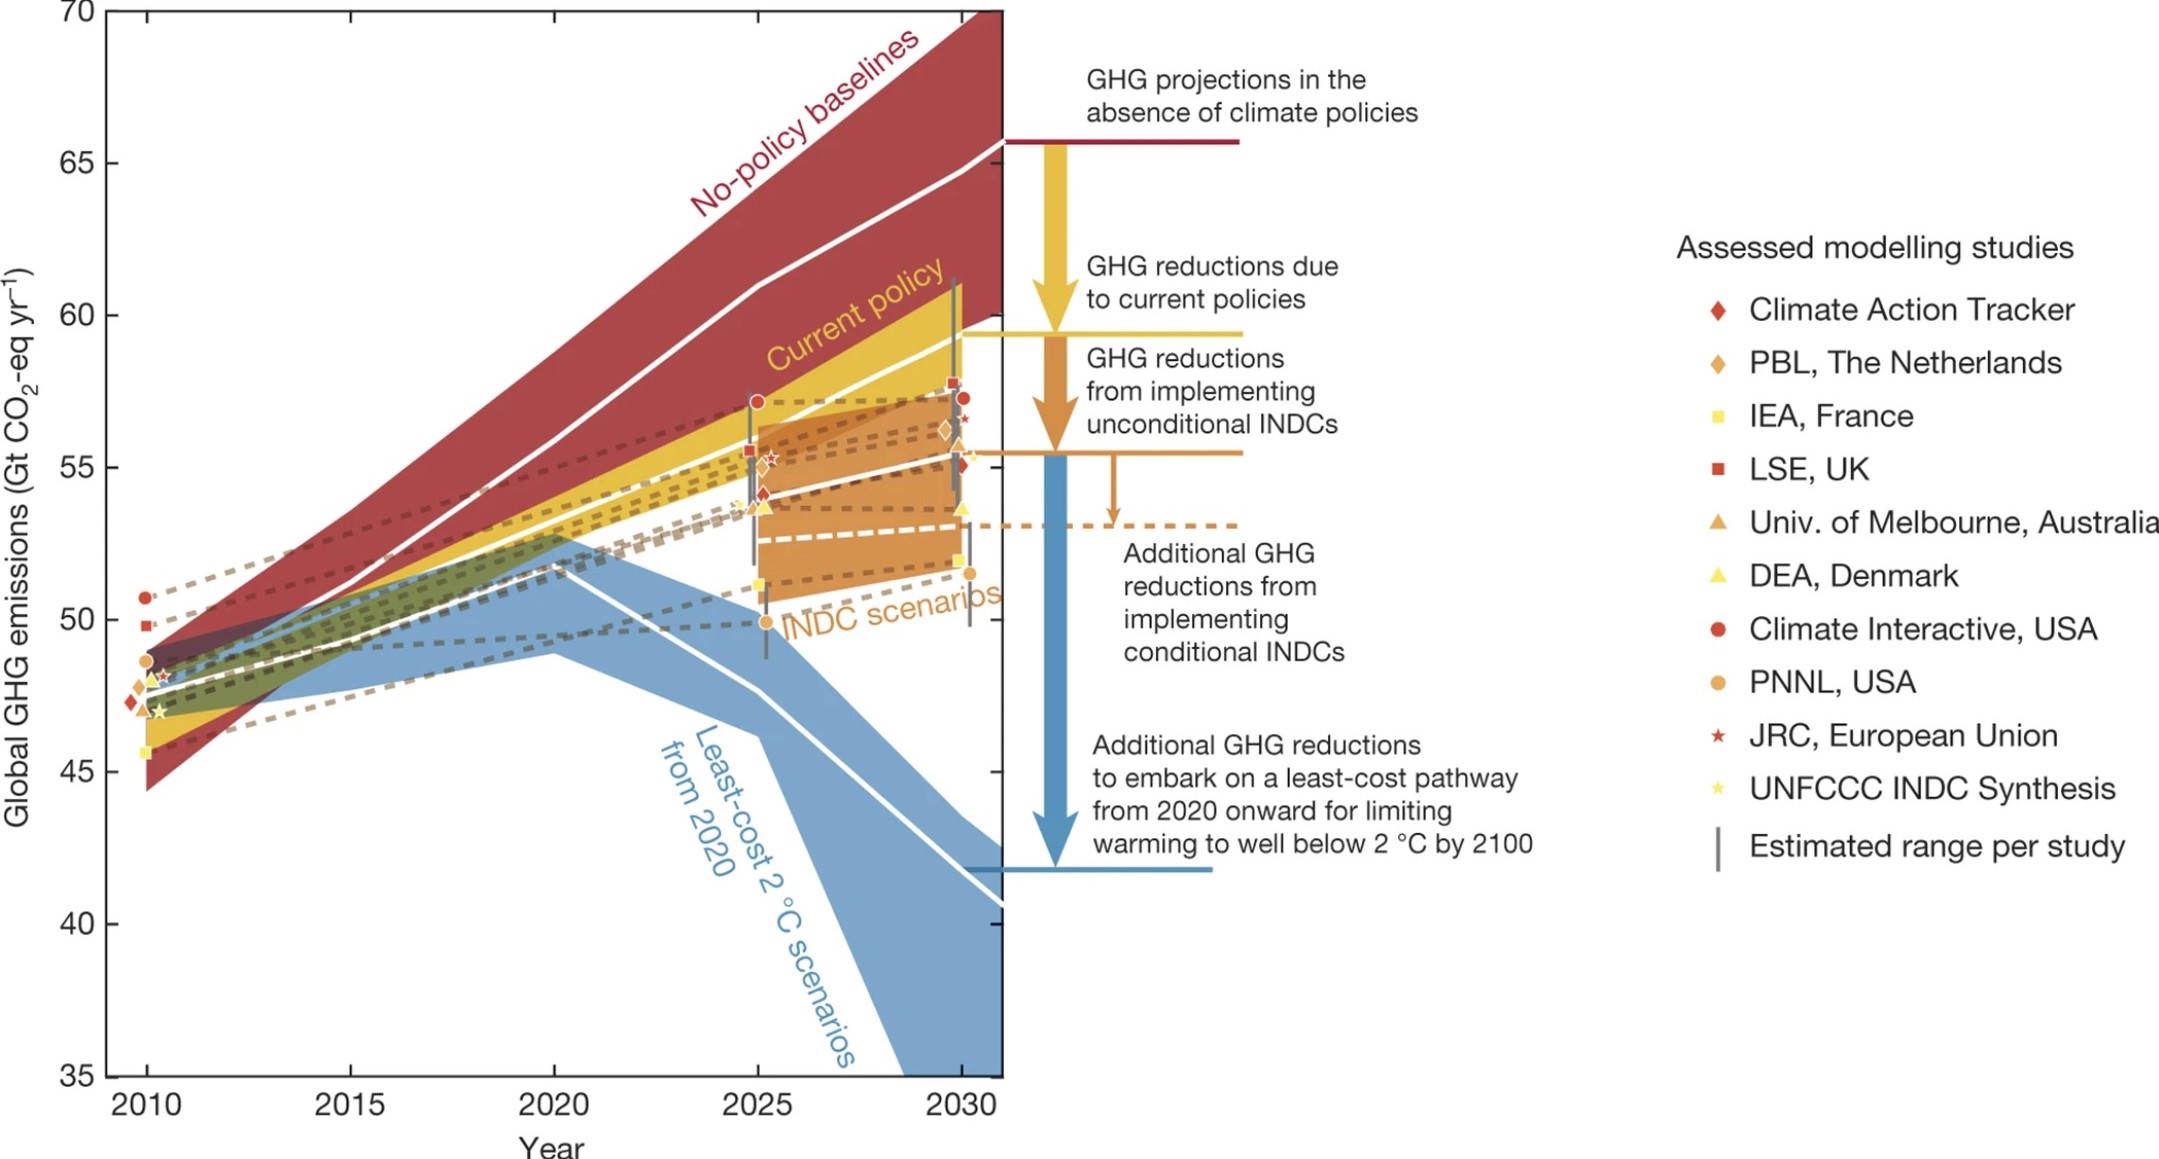 Global GHG emissions (Gt CO₂-eq yr⁻¹)
70
65
60
55
50
45
40
35
2010
2015
2020
2025
2030
Year
No-policy baselines
Current policy
INDC scenarios
Least-cost 2 °C scenarios
from 2020
GHG projections in the
absence of climate policies
GHG reductions due
to current policies
GHG reductions
from implementing
unconditional INDCs
Additional GHG
reductions from
implementing
conditional INDCs
Additional GHG reductions
to embark on a least-cost pathway
from 2020 onward for limiting
warming to well below 2 °C by 2100
Assessed modelling studies
Climate Action Tracker
PBL, The Netherlands
IEA, France
LSE, UK
Univ. of Melbourne, Australia
DEA, Denmark
Climate Interactive, USA
PNNL, USA
JRC, European Union
UNFCCC INDC Synthesis
Estimated range per study